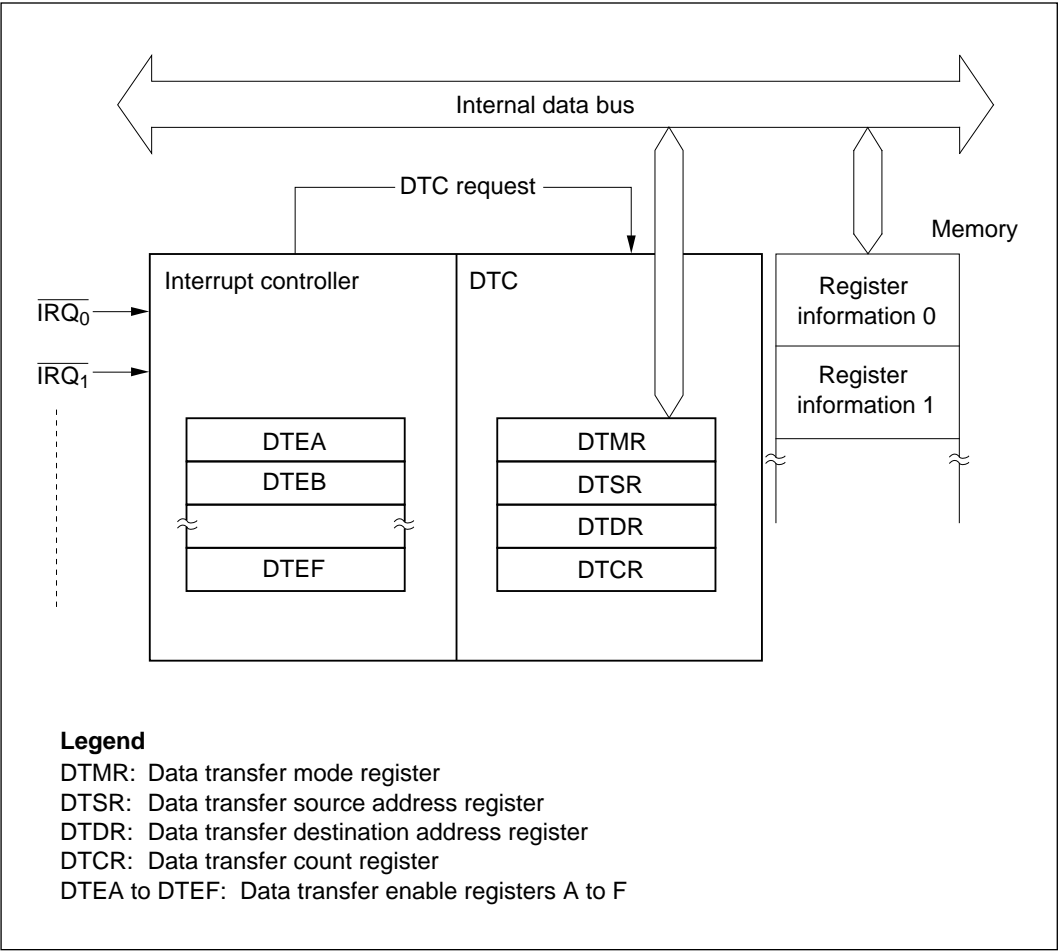 Internal data bus
DTC request
Memory
Interrupt controller
DTC
Register
information 0
IRQ0
IRQ1
Register
information 1
DTEA
DTEB
DTEF
DTMR
DTSR
DTDR
DTCR
Legend
DTMR: Data transfer mode register
DTSR: Data transfer source address register
DTDR: Data transfer destination address register
DTCR: Data transfer count register
DTEA to DTEF: Data transfer enable registers A to F